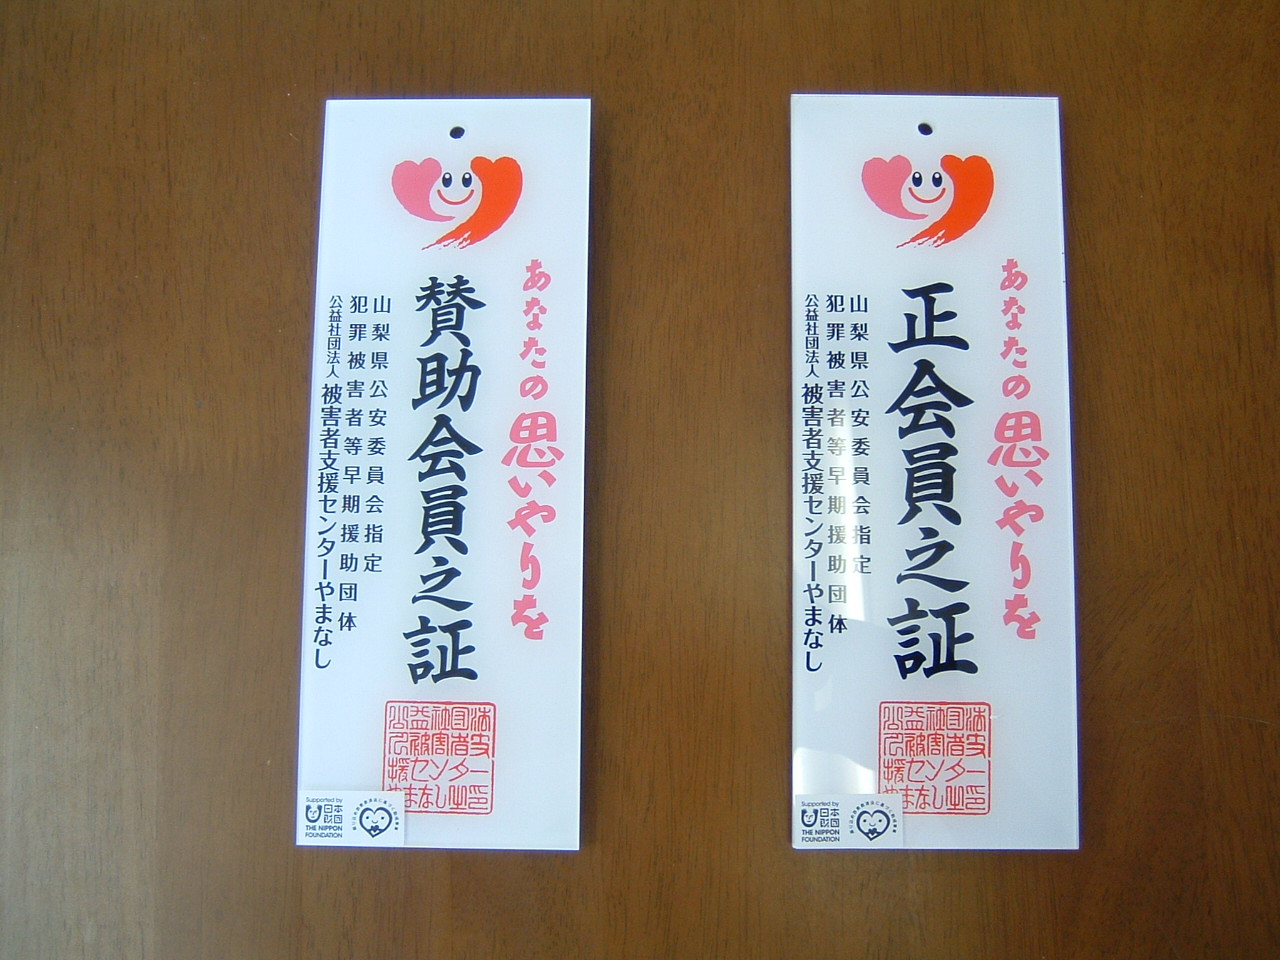 あなたの思いやりを
賛助会員之証
山梨県公安委員会指定
犯罪被害者等早期援助団体
公益社団法人 被害者支援センターやまなし
公益社団法
人被害者支
援センター
やまなし之印
Supported by
日本
財団
THE NIPPON
FOUNDATION
あなたの思いやりを
正会員之証
山梨県公安委員会指定
犯罪被害者等早期援助団体
公益社団法人 被害者支援センターやまなし
公益社団法
人被害者支
援センター
やまなし之印
Supported by
日本
財団
THE NIPPON
FOUNDATION